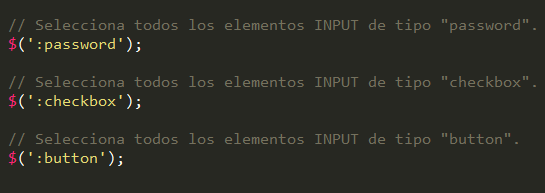 // Selecciona todos los elementos INPUT de tipo "password".
$(':password');
// Selecciona todos los elementos INPUT de tipo "checkbox".
$(':checkbox');
// Selecciona todos los elementos INPUT de tipo "button".
$(':button');